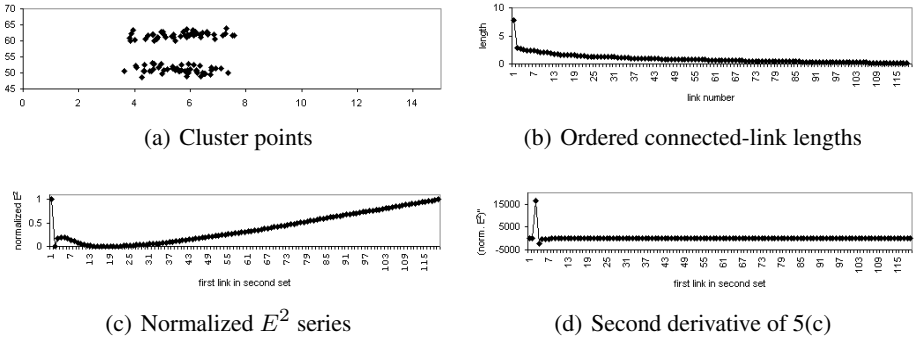 70
65
60
55
50
45
0 2 4 6 8 10 12 14
(a) Cluster points
length
10
5
0
1 7 13 19 25 31 37 43 49 55 61 67 73 79 85 91 97 103 109 115
link number
(b) Ordered connected-link lengths
normalized E²
1
0.5
0
1 7 13 19 25 31 37 43 49 55 61 67 73 79 85 91 97 103 109 115
first link in second set
(c) Normalized E² series
(norm. E²)"
15000
5000
-5000
1 7 13 19 25 31 37 43 49 55 61 67 73 79 85 91 97 103 109 115
first link in second set
(d) Second derivative of 5(c)